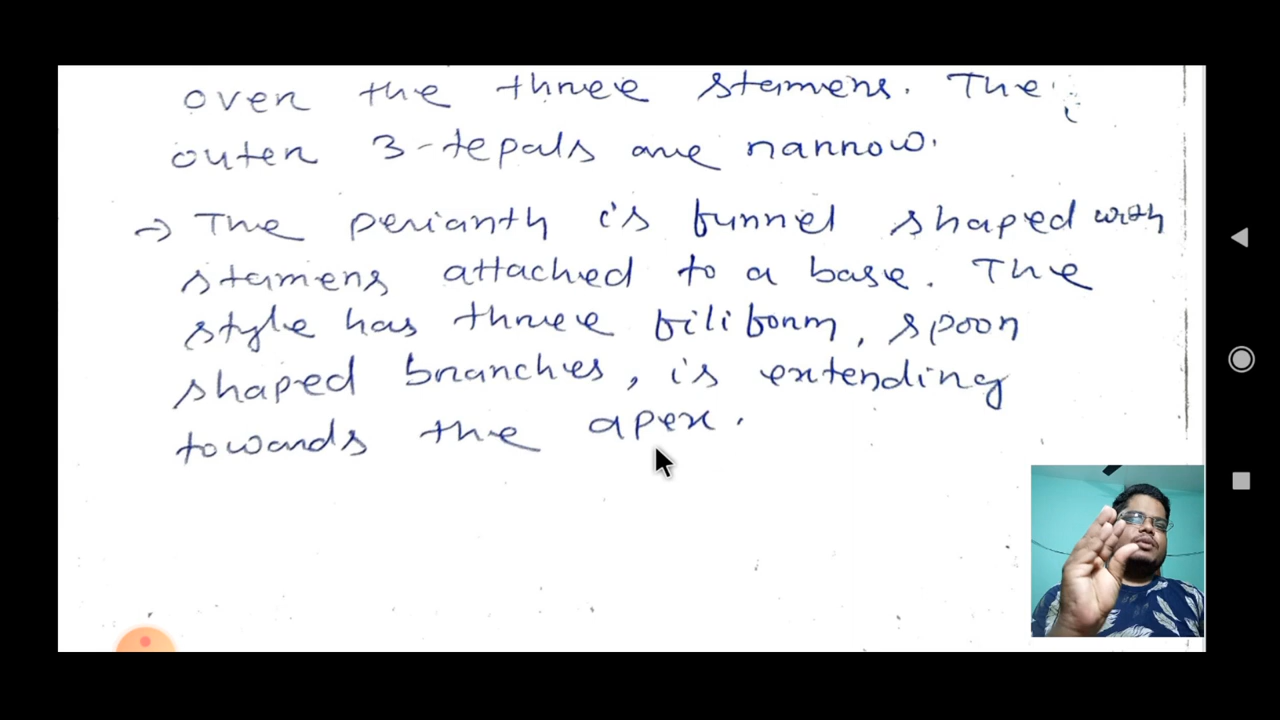 over the three stamens. The
outer 3-tepals are narrow.
→ The perianth is funnel shaped with
stamens attached to a base. The
style has three filiform, spoon
shaped branches, is extending
towards the apex.